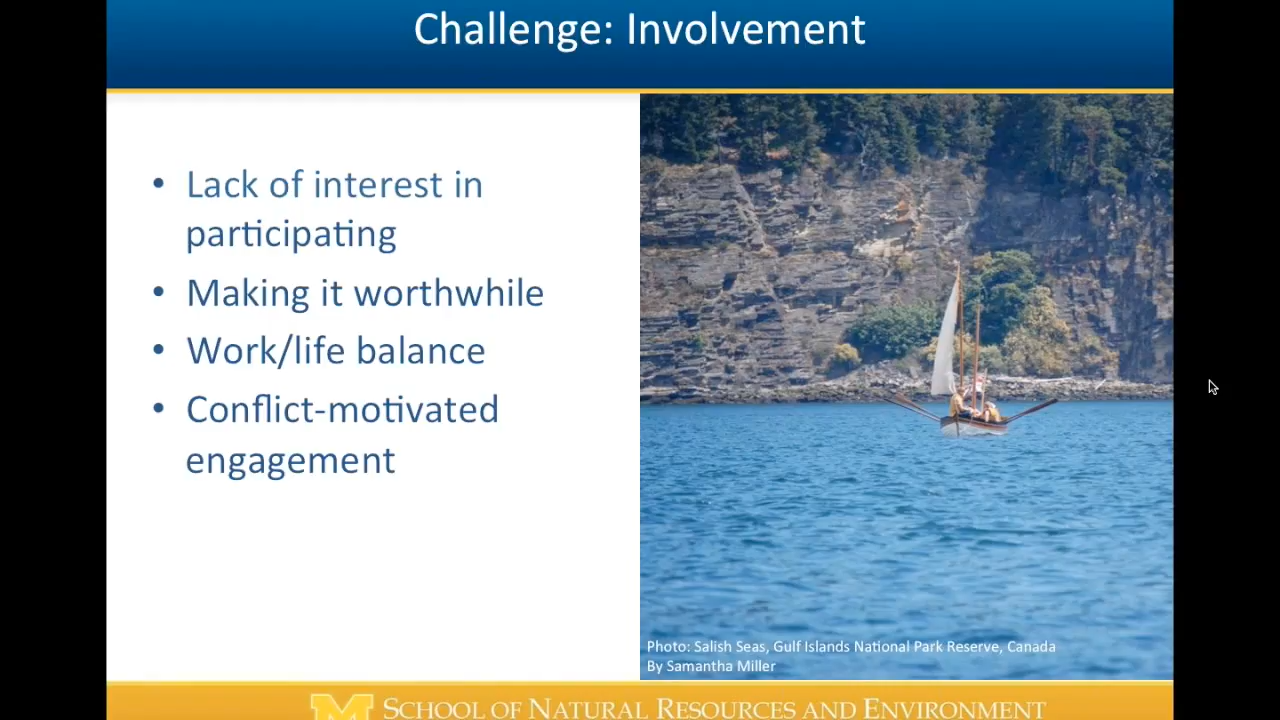 Challenge: Involvement
• Lack of interest in
participating
• Making it worthwhile
• Work/life balance
• Conflict-motivated
engagement
Photo: Salish Seas, Gulf Islands National Park Reserve, Canada
By Samantha Miller
M SCHOOL OF NATURAL RESOURCES AND ENVIRONMENT